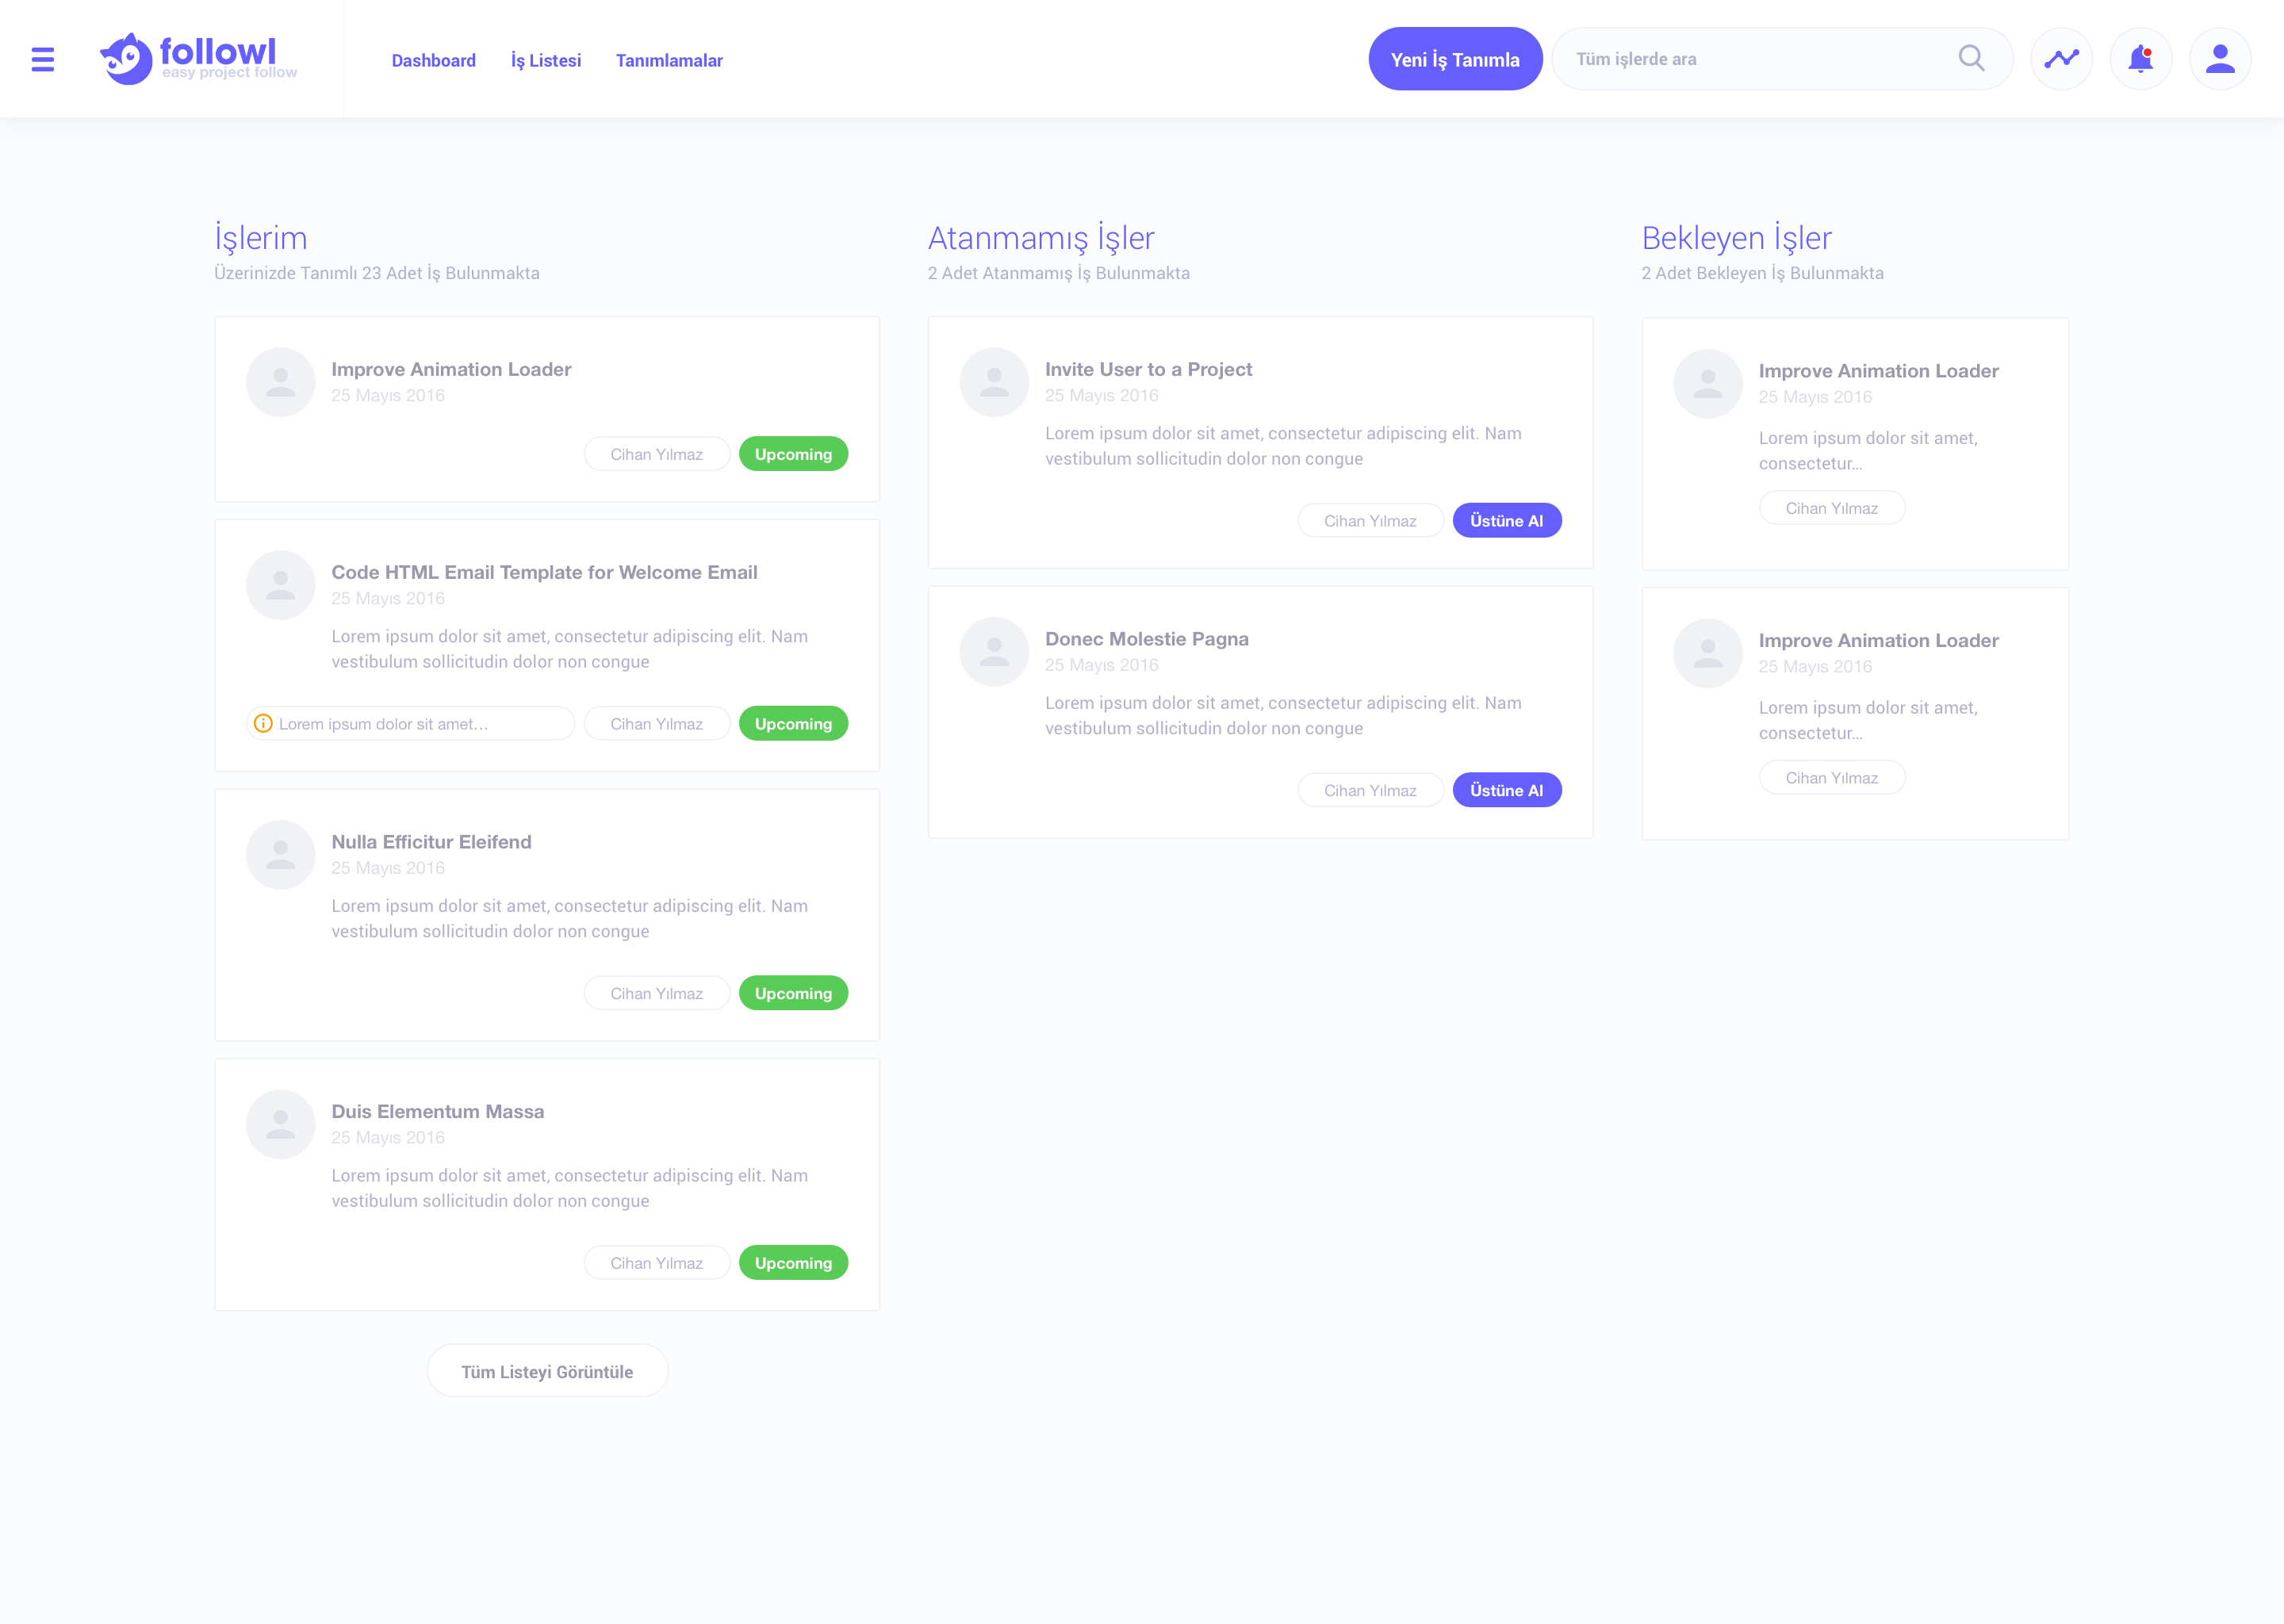 followl
easy project follow
Dashboard
İş Listesi
Tanımlamalar
Yeni İş Tanımla
Tüm işlerde ara
İşlerim
Üzerinizde Tanımlı 23 Adet İş Bulunmakta
Improve Animation Loader
25 Mayıs 2016
Cihan Yılmaz
Upcoming
Code HTML Email Template for Welcome Email
25 Mayıs 2016
Lorem ipsum dolor sit amet, consectetur adipiscing elit. Nam
vestibulum sollicitudin dolor non congue
Lorem ipsum dolor sit amet...
Cihan Yılmaz
Upcoming
Nulla Efficitur Eleifend
25 Mayıs 2016
Lorem ipsum dolor sit amet, consectetur adipiscing elit. Nam
vestibulum sollicitudin dolor non congue
Cihan Yılmaz
Upcoming
Duis Elementum Massa
25 Mayıs 2016
Lorem ipsum dolor sit amet, consectetur adipiscing elit. Nam
vestibulum sollicitudin dolor non congue
Cihan Yılmaz
Upcoming
Tüm Listeyi Görüntüle
Atanmamış İşler
2 Adet Atanmamış İş Bulunmakta
Invite User to a Project
25 Mayıs 2016
Lorem ipsum dolor sit amet, consectetur adipiscing elit. Nam
vestibulum sollicitudin dolor non congue
Cihan Yılmaz
Üstüne Al
Donec Molestie Pagna
25 Mayıs 2016
Lorem ipsum dolor sit amet, consectetur adipiscing elit. Nam
vestibulum sollicitudin dolor non congue
Cihan Yılmaz
Üstüne Al
Bekleyen İşler
2 Adet Bekleyen İş Bulunmakta
Improve Animation Loader
25 Mayıs 2016
Lorem ipsum dolor sit amet,
consectetur...
Cihan Yılmaz
Improve Animation Loader
25 Mayıs 2016
Lorem ipsum dolor sit amet,
consectetur...
Cihan Yılmaz